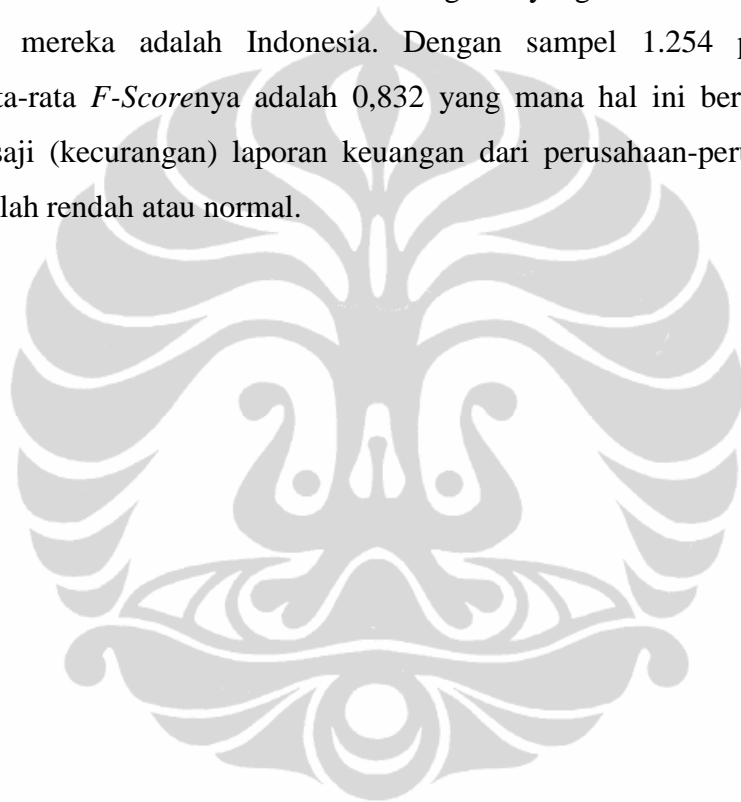 mereka adalah Indonesia. Dengan sampel 1.254 p
ta-rata F-Scorenya adalah 0,832 yang mana hal ini ber
saji (kecurangan) laporan keuangan dari perusahaan-peru
lah rendah atau normal.